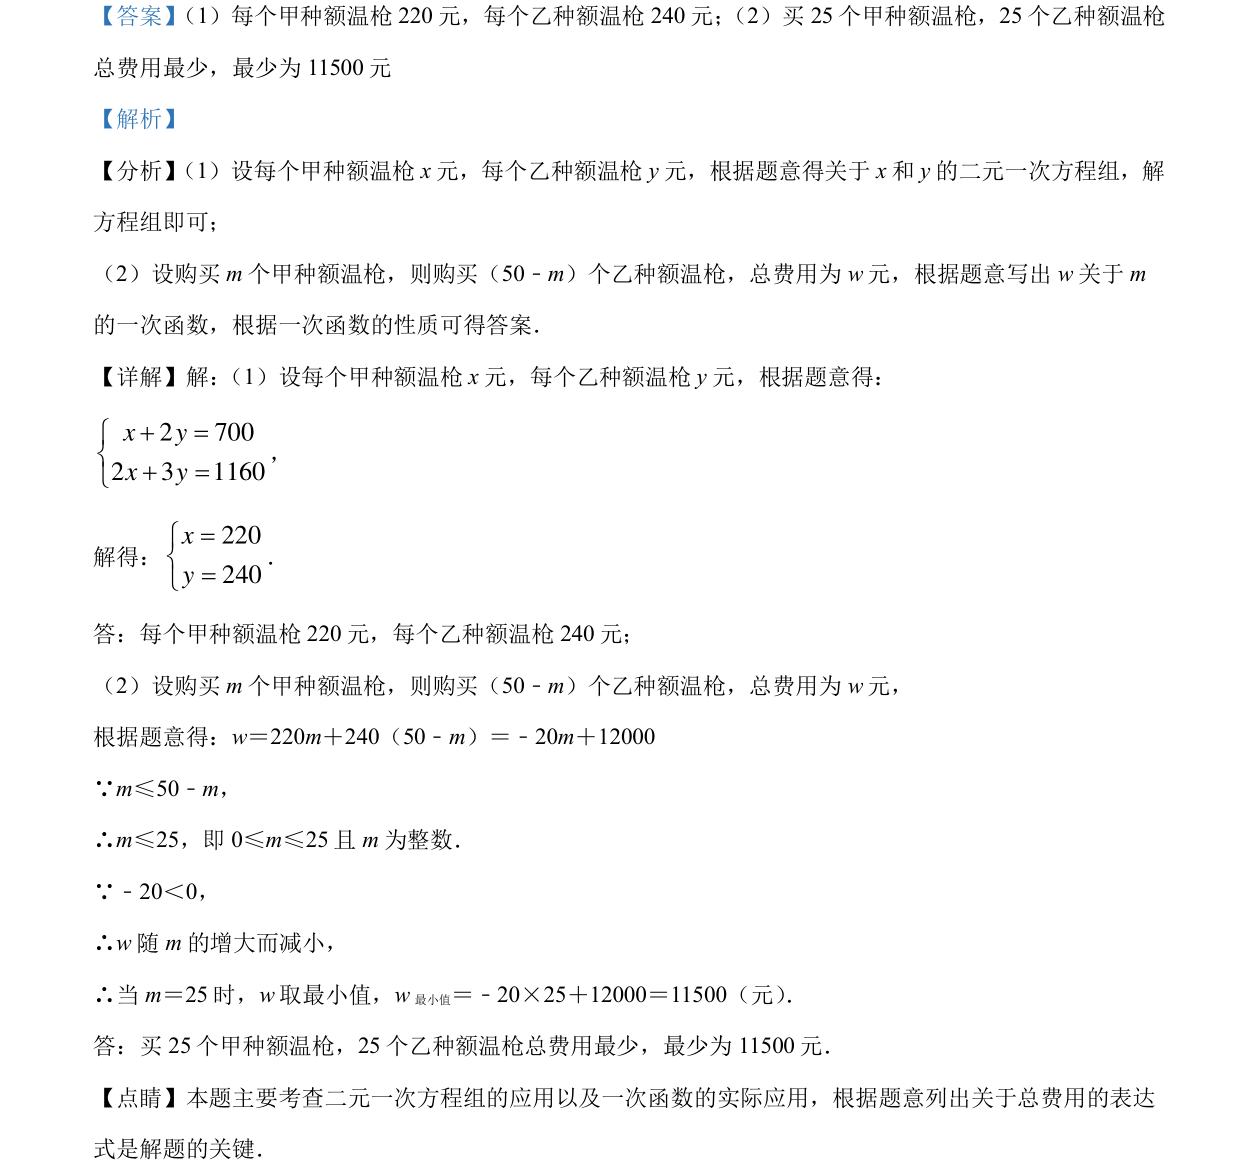 【答案】（1）每个甲种额温枪 220 元，每个乙种额温枪 240 元；（2）买 25 个甲种额温枪，25 个乙种额温枪
总费用最少，最少为 11500 元
【解析】
【分析】（1）设每个甲种额温枪 x 元，每个乙种额温枪 y 元，根据题意得关于 x 和 y 的二元一次方程组，解
方程组即可；
（2）设购买 m 个甲种额温枪，则购买（50﹣m）个乙种额温枪，总费用为 w 元，根据题意写出 w 关于 m
的一次函数，根据一次函数的性质可得答案．
【详解】解：（1）设每个甲种额温枪 x 元，每个乙种额温枪 y 元，根据题意得：
x + 2y = 700
2x + 3y = 1160，
解得：x = 220
y = 240．
答：每个甲种额温枪 220 元，每个乙种额温枪 240 元；
（2）设购买 m 个甲种额温枪，则购买（50﹣m）个乙种额温枪，总费用为 w 元，
根据题意得：w＝220m＋240（50﹣m）＝﹣20m＋12000
∵m≤50﹣m，
∴m≤25，即 0≤m≤25 且 m 为整数．
∵﹣20＜0，
∴w 随 m 的增大而减小，
∴当 m＝25 时，w 取最小值，w 最小值＝﹣20×25＋12000＝11500（元）．
答：买 25 个甲种额温枪，25 个乙种额温枪总费用最少，最少为 11500 元．
【点睛】本题主要考查二元一次方程组的应用以及一次函数的实际应用，根据题意列出关于总费用的表达
式是解题的关键．